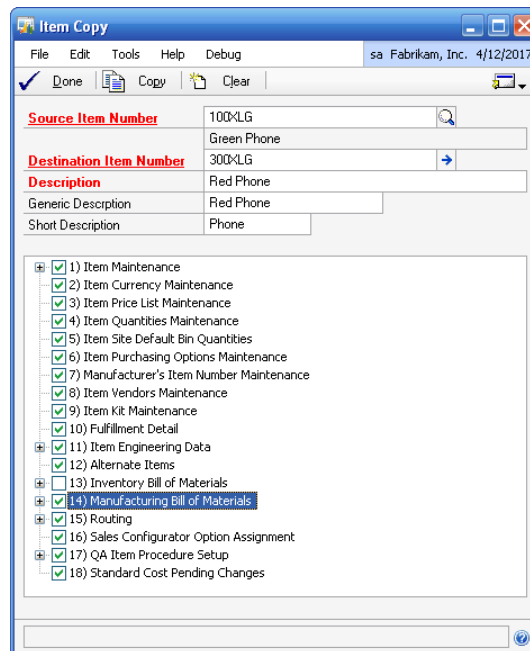 Item Copy
File Edit Tools Help Debug sa Fabrikam, Inc. 4/12/2017
Done Copy Clear
Source Item Number 100XLG
Green Phone
Destination Item Number 300XLG
Description Red Phone
Generic Descrption Red Phone
Short Description Phone
1) Item Maintenance
2) Item Currency Maintenance
3) Item Price List Maintenance
4) Item Quantities Maintenance
5) Item Site Default Bin Quantities
6) Item Purchasing Options Maintenance
7) Manufacturer's Item Number Maintenance
8) Item Vendors Maintenance
9) Item Kit Maintenance
10) Fulfillment Detail
11) Item Engineering Data
12) Alternate Items
13) Inventory Bill of Materials
14) Manufacturing Bill of Materials
15) Routing
16) Sales Configurator Option Assignment
17) QA Item Procedure Setup
18) Standard Cost Pending Changes